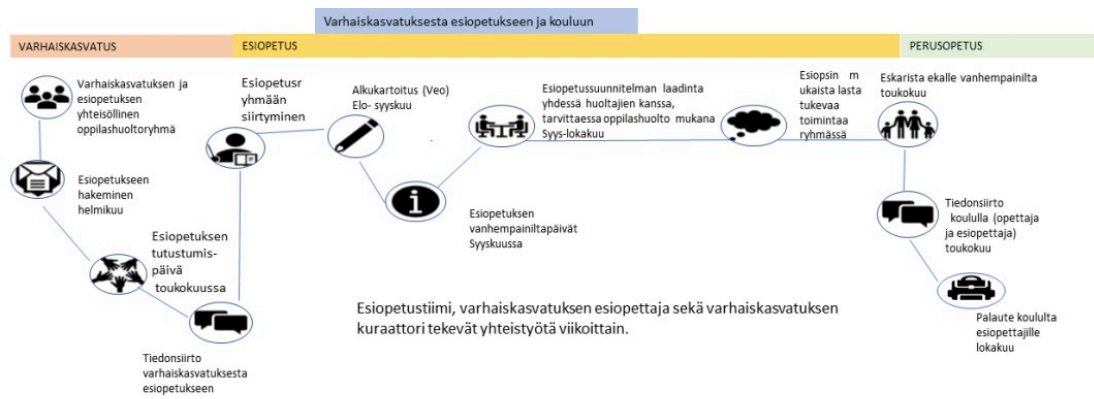 Varhaiskasvatuksesta esiopetukseen ja kouluun
VARHAISKASVATUS
ESIOPETUS
PERUSOPETUS
Varhaiskasvatuksen ja
esiopetuksen
yhteisöllinen
oppilashuoltoryhmä
Esiopetukseen
hakeminen
helmikuu
Esiopetuksen
tutustumis-
päivä
toukokuussa
Tiedonsiirto
varhaiskasvatuksesta
esiopetukseen
Esiopetusr
yhmään
siirtyminen
Alkukartoitus (Veo)
Elo- syyskuu
Esiopetuksen
vanhempainiltapäivät
Syyskuussa
Esiopetussuunnitelman laadinta
yhdessä huoltajien kanssa,
tarvittaessa oppilashuolto mukana
Syys-lokakuu
Esiopsin m
ukaista lasta
tukevaa
toimintaa
ryhmässä
Eskarista ekalle vanhempainilta
toukokuu
Tiedonsiirto
koululla (opettaja
ja esiopettaja)
toukokuu
Palaute koululta
esiopettajille
lokakuu
Esiopetustiimi, varhaiskasvatuksen esiopettaja sekä varhaiskasvatuksen
kuraattori tekevät yhteistyötä viikoittain.